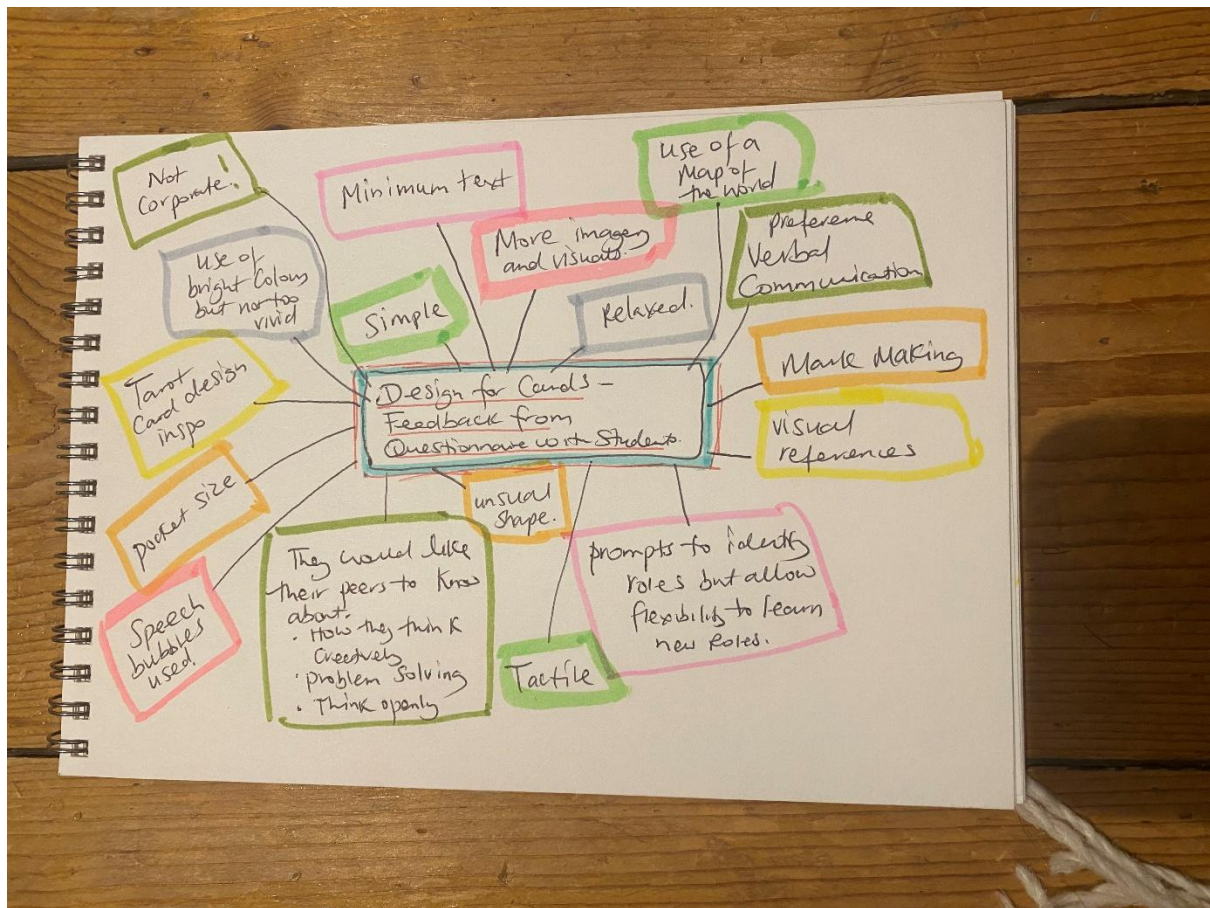 Not
Corporate!
Minimum text
use of a
Map of
the world
use of
bright Colours
but not too
vivid
More imagery
and visuals.
preference
Verbal
Communication
Simple
Relaxed.
Tarot
Card design
inspo
Mark Making
Design for Cards -
Feedback from
Questionnaire with Students.
visual
references
pocket size
unsual
shape.
Speech
bubbles
used.
They would like
their peers to know
about.
· How they think
Creatively
· problem solving
· Think openly
Tactile
prompts to identify
roles but allow
flexibility to learn
new roles.